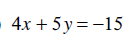 4x + 5y = −15